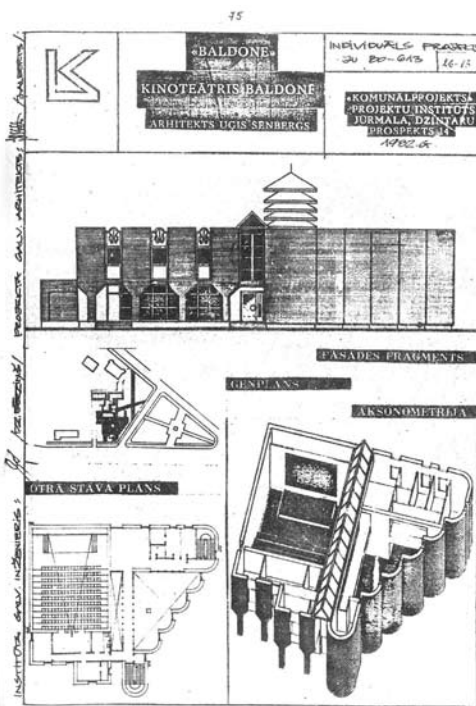 75
«BALDONE»
KINOTEĀTRIS BALDONĒ
ARHITEKTS UĢIS ŠĒNBERGS
INDIVIDUĀLS PROJEKTS
«KOMUNĀLPROJEKTS»
PROJEKTU INSTITŪTS
JŪRMALA, DZINTARU
PROSPEKTS 14
1982.G.
FASĀDES FRAGMENTS
ĢENPLĀNS
AKSONOMETRIJA
OTRĀ STĀVA PLĀNS
INSTITŪTA GALV. INŽENIERIS:
PROJEKTA GALV. ARHITEKTS: